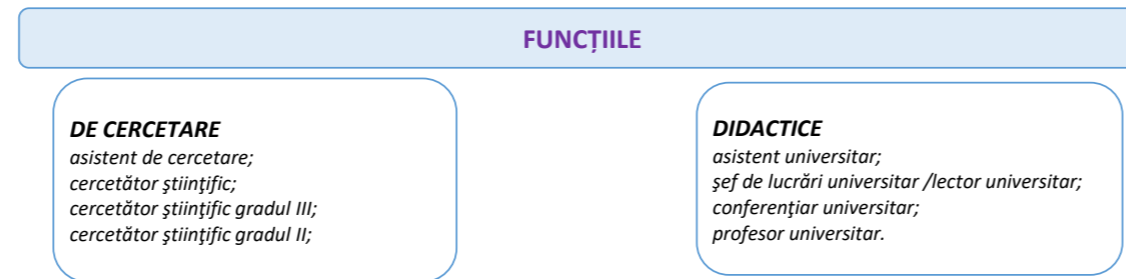 FUNCȚIILE
DE CERCETARE
asistent de cercetare;
cercetător ştiinţific;
cercetător ştiinţific gradul III;
cercetător ştiinţific gradul II;
DIDACTICE
asistent universitar;
şef de lucrări universitar /lector universitar;
conferenţiar universitar;
profesor universitar.